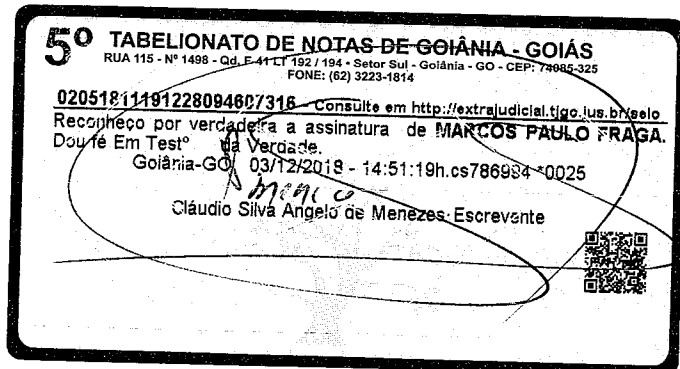 5º TABELIONATO DE NOTAS DE GOIÂNIA - GOIÁS
RUA 115 - Nº 1498 - Qd. F-41 LT 192 / 194 • Setor Sul - Goiânia - GO - CEP: 74085-325
FONE: (62) 3223-1814
02051811191228094607316 - Consulte em http://extrajudicial.tjgo.jus.br/selo
Reconheço por verdadeira a assinatura de MARCOS PAULO FRAGA.
Dou fé Em Testº da Verdade.
Goiânia-GO, 03/12/2018 - 14:51:19h.cs786994 *0025
Cláudio Silva Angelo de Menezes-Escrevente